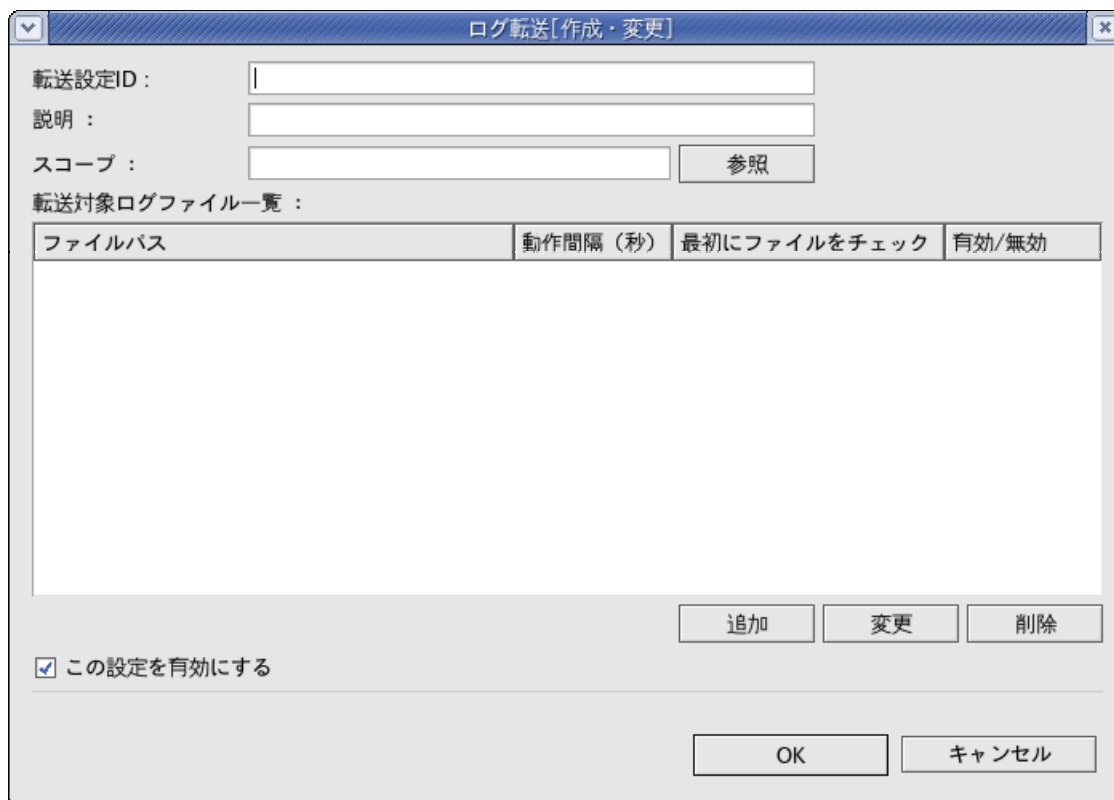 ログ転送[作成・変更]
転送設定ID :
説明 :
スコープ : 参照
転送対象ログファイル一覧 :
ファイルパス 動作間隔（秒） 最初にファイルをチェック 有効/無効
追加 変更 削除
この設定を有効にする
OK キャンセル